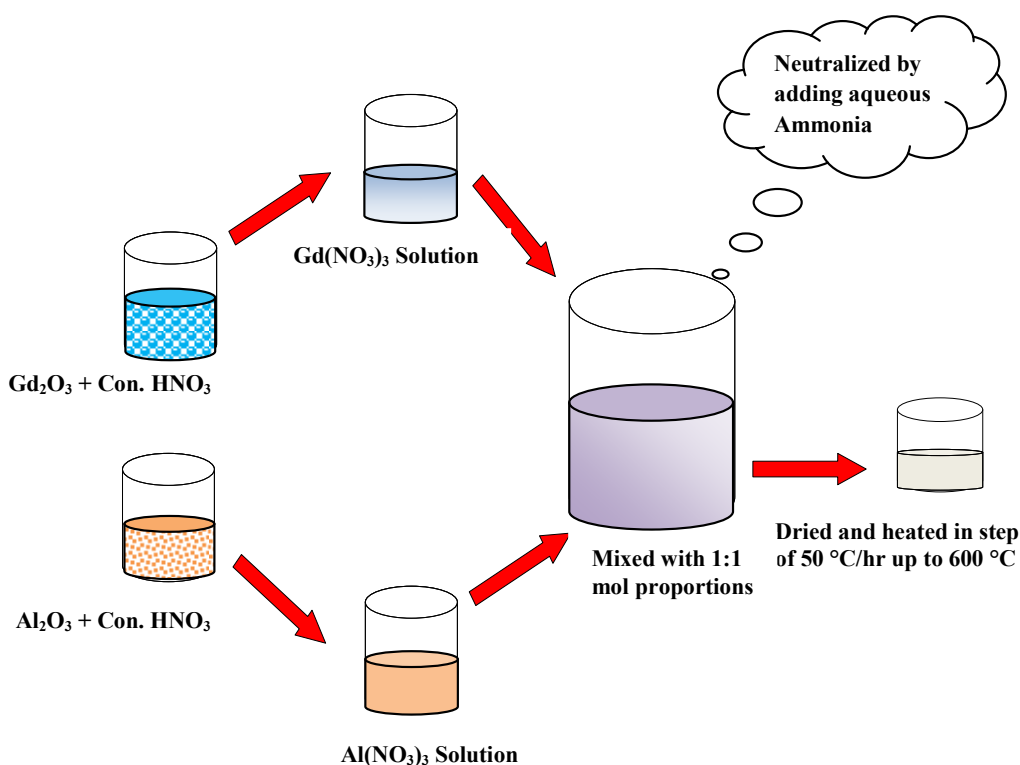 Neutralized by
adding aqueous
Ammonia
Gd(NO₃)₃ Solution
Gd₂O₃ + Con. HNO₃
Mixed with 1:1
mol proportions
Dried and heated in step
of 50 °C/hr up to 600 °C
Al₂O₃ + Con. HNO₃
Al(NO₃)₃ Solution